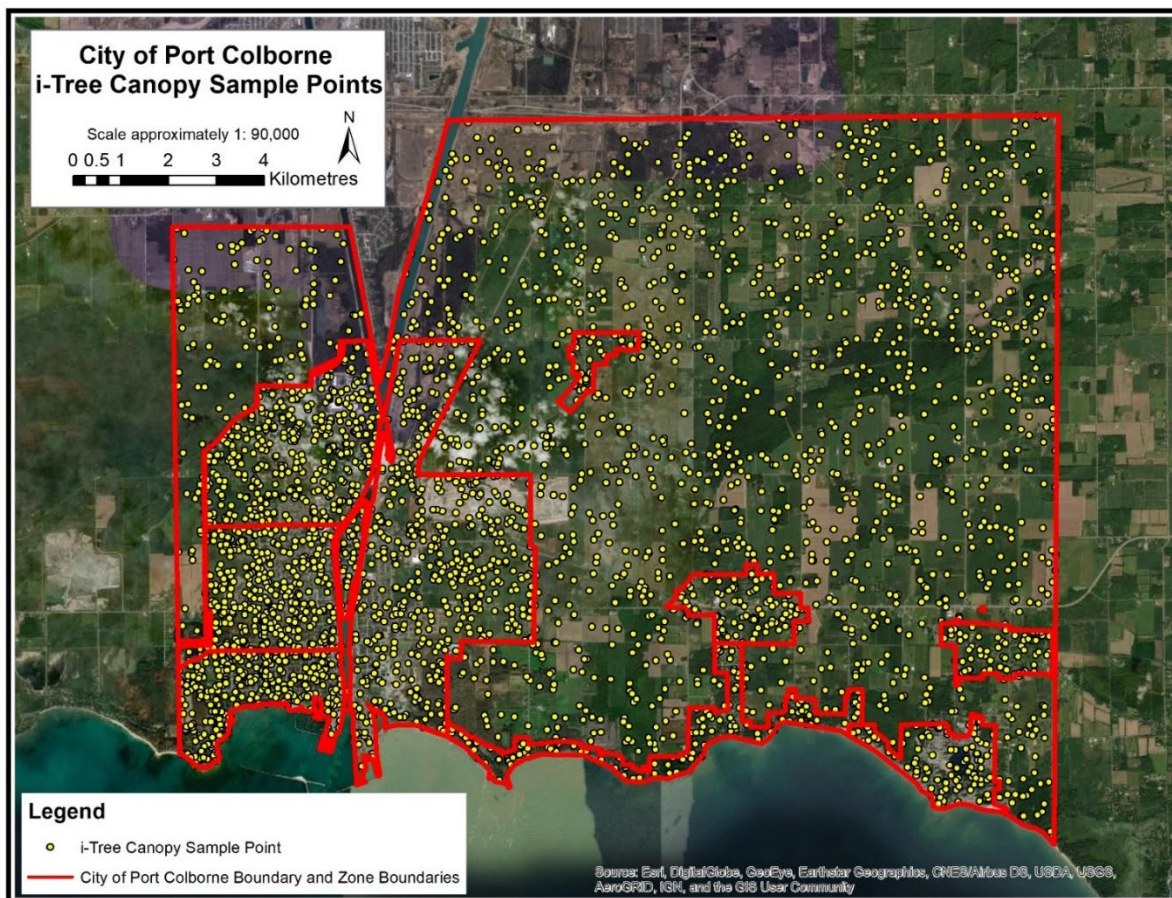 City of Port Colborne
i-Tree Canopy Sample Points
N
Scale approximately 1: 90,000
0 0.5 1 2 3 4
Kilometres
Legend
i-Tree Canopy Sample Point
City of Port Colborne Boundary and Zone Boundaries
Source: Esri, DigitalGlobe, GeoEye, Earthstar Geographics, CNES/Airbus DS, USDA, USGS,
AeroGRID, IGN, and the GIS User Community